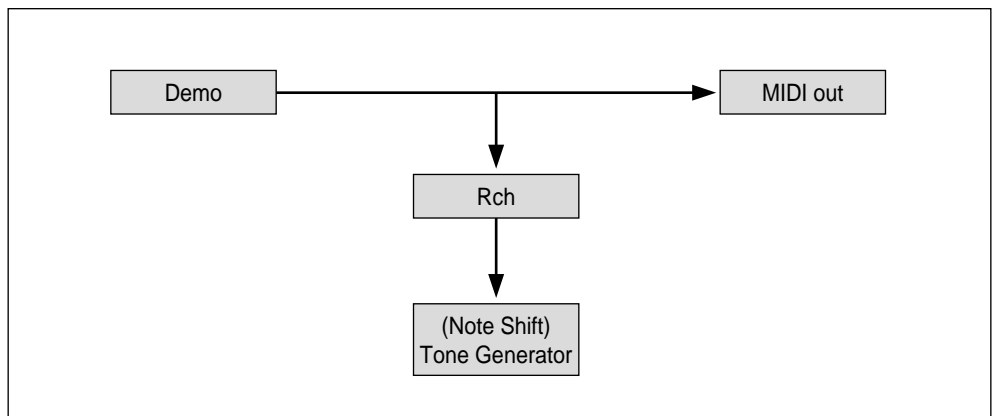 Demo
MIDI out
Rch
(Note Shift)
Tone Generator